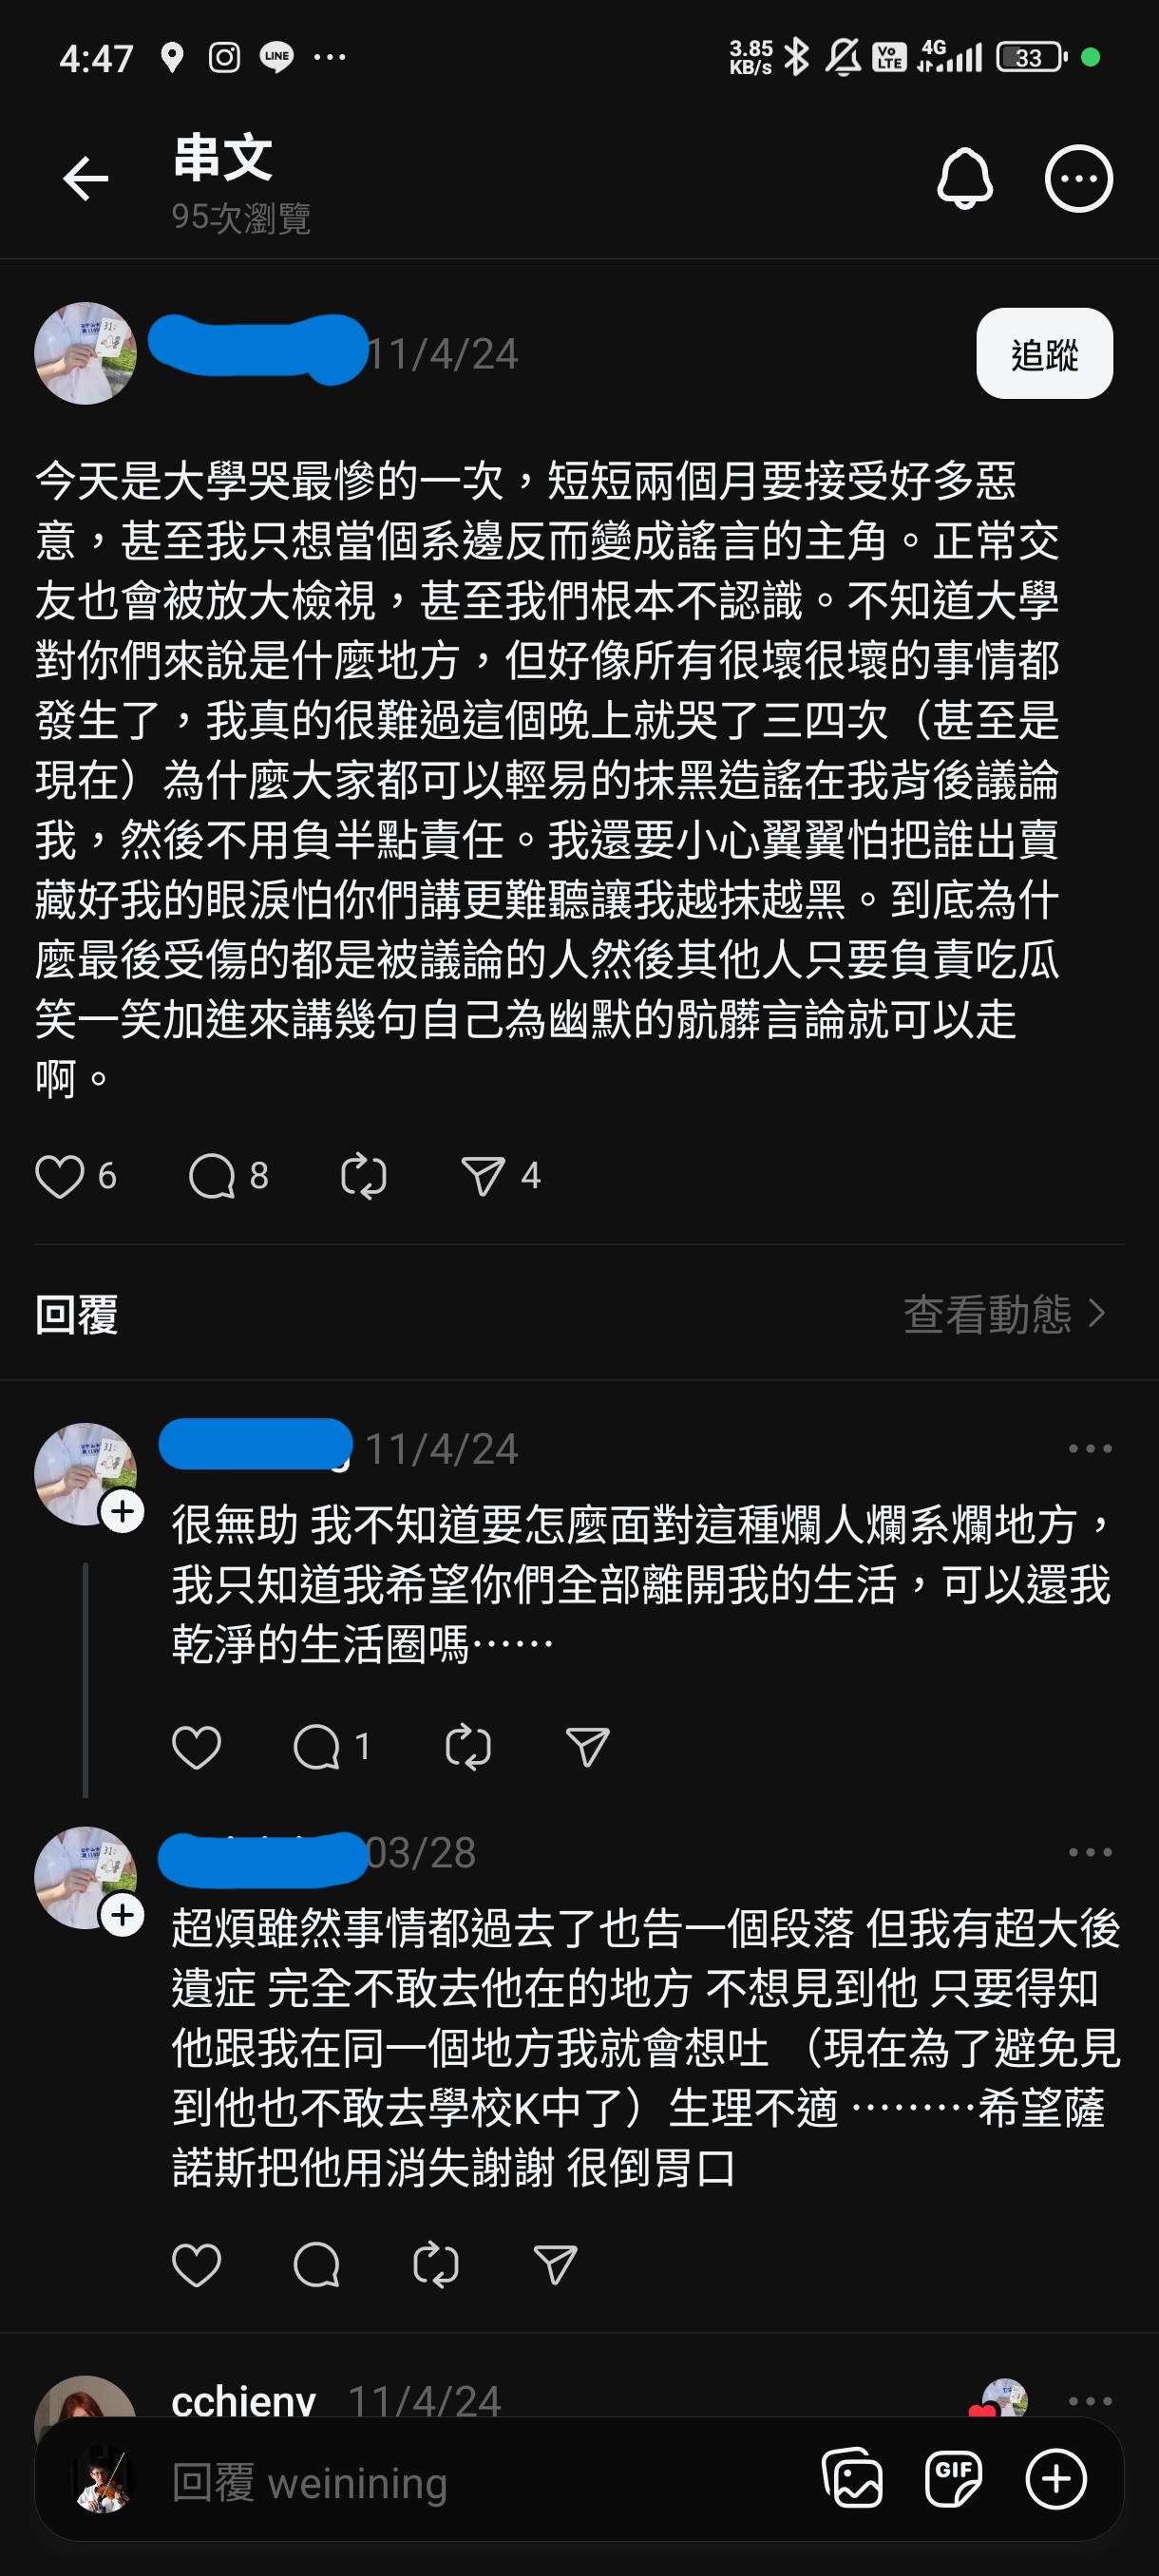 4:47 LINE ... 3.85 KB/s Vo LTE 4G 33
串文
95次瀏覽
11/4/24 追蹤
今天是大學哭最慘的一次，短短兩個月要接受好多惡
意，甚至我只想當個系邊反而變成謠言的主角。正常交
友也會被放大檢視，甚至我們根本不認識。不知道大學
對你們來說是什麼地方，但好像所有很壞很壞的事情都
發生了，我真的很難過這個晚上就哭了三四次（甚至是
現在）為什麼大家都可以輕易的抹黑造謠在我背後議論
我，然後不用負半點責任。我還要小心翼翼怕把誰出賣
藏好我的眼淚怕你們講更難聽讓我越抹越黑。到底為什
麼最後受傷的都是被議論的人然後其他人只要負責吃瓜
笑一笑加進來講幾句自己為幽默的骯髒言論就可以走
啊。
6 8 4
回覆 查看動態
11/4/24
很無助 我不知道要怎麼面對這種爛人爛系爛地方，
我只知道我希望你們全部離開我的生活，可以還我
乾淨的生活圈嗎⋯⋯
1
03/28
超煩雖然事情都過去了也告一個段落 但我有超大後
遺症 完全不敢去他在的地方 不想見到他 只要得知
他跟我在同一個地方我就會想吐 （現在為了避免見
到他也不敢去學校K中了）生理不適 ⋯⋯⋯希望薩
諾斯把他用消失謝謝 很倒胃口
cchienv 11/4/24
回覆 weinining GIF